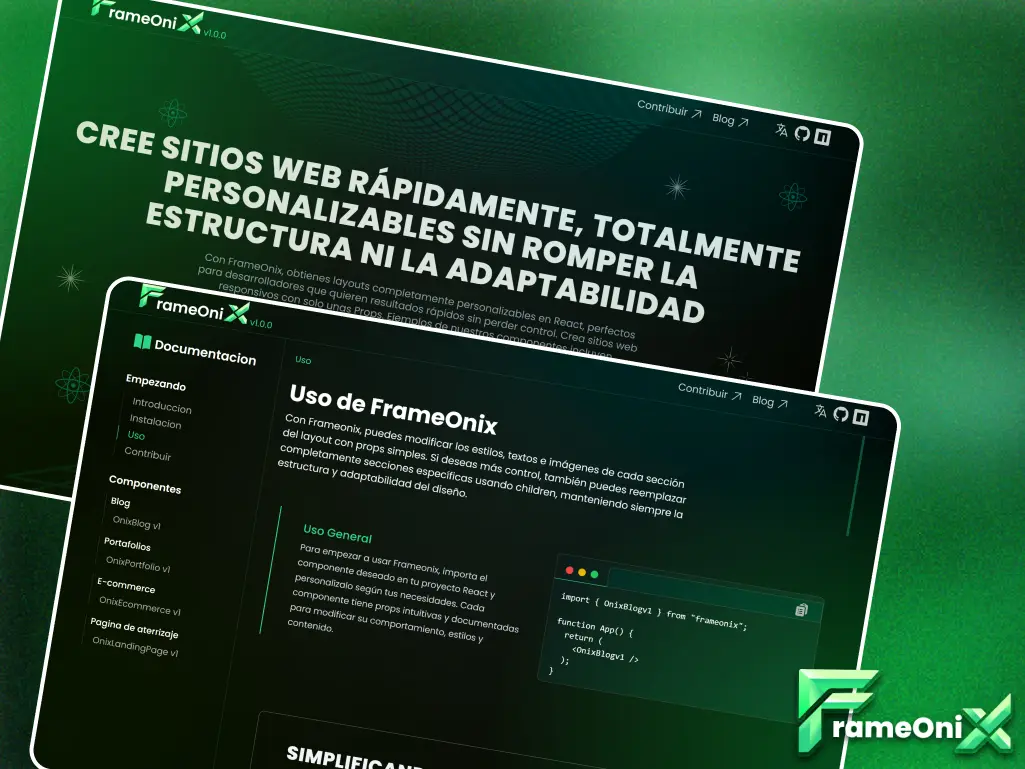 FrameOniX v1.0.0
Contribuir Blog
CREE SITIOS WEB RÁPIDAMENTE, TOTALMENTE
PERSONALIZABLES SIN ROMPER LA
ESTRUCTURA NI LA ADAPTABILIDAD
Con FrameOnix, obtienes layouts completamente personalizables en React, perfectos
para desarrolladores que quieren resultados rápidos sin perder control. Crea sitios web
responsivos con solo unas Props. Ejemplos de nuestros componentes incluyen
FrameOniX v1.0.0
Contribuir Blog
Documentacion
Empezando
Introduccion
Instalacion
Uso
Contribuir
Componentes
Blog
OnixBlog v1
Portafolios
OnixPortfolio v1
E-commerce
OnixEcommerce v1
Pagina de aterrizaje
OnixLandingPage v1
Uso
Uso de FrameOnix
Con Frameonix, puedes modificar los estilos, textos e imágenes de cada sección
del layout con props simples. Si deseas más control, también puedes reemplazar
completamente secciones específicas usando children, manteniendo siempre la
estructura y adaptabilidad del diseño.
Uso General
Para empezar a usar Frameonix, importa el
componente deseado en tu proyecto React y
personalizalo según tus necesidades. Cada
componente tiene props intuitivas y documentadas
para modificar su comportamiento, estilos y
contenido.
import { OnixBlogv1 } from "frameonix";
function App() {
return (
<OnixBlogv1 />
);
}
FrameOniX